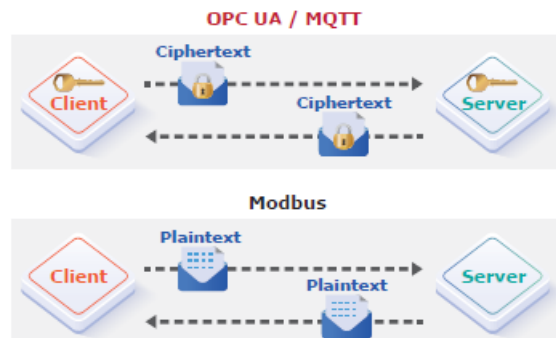 OPC UA / MQTT
Ciphertext
Client
Ciphertext
Server
Modbus
Plaintext
Client
Plaintext
Server